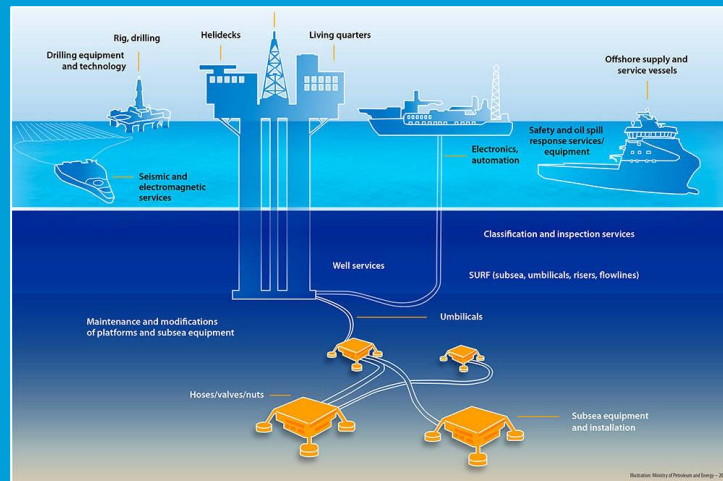 Rig, drilling
Helidecks
Living quarters
Drilling equipment
and technology
Offshore supply and
service vessels
Safety and oil spill
response services/
equipment
Electronics,
automation
Seismic and
electromagnetic
services
Classification and inspection services
Well services
SURF (subsea, umbilicals, risers, flowlines)
Umbilicals
Maintenance and modifications
of platforms and subsea equipment
Hoses/valves/nuts
Subsea equipment
and installation
Illustration: Ministry of Petroleum and Energy – 20